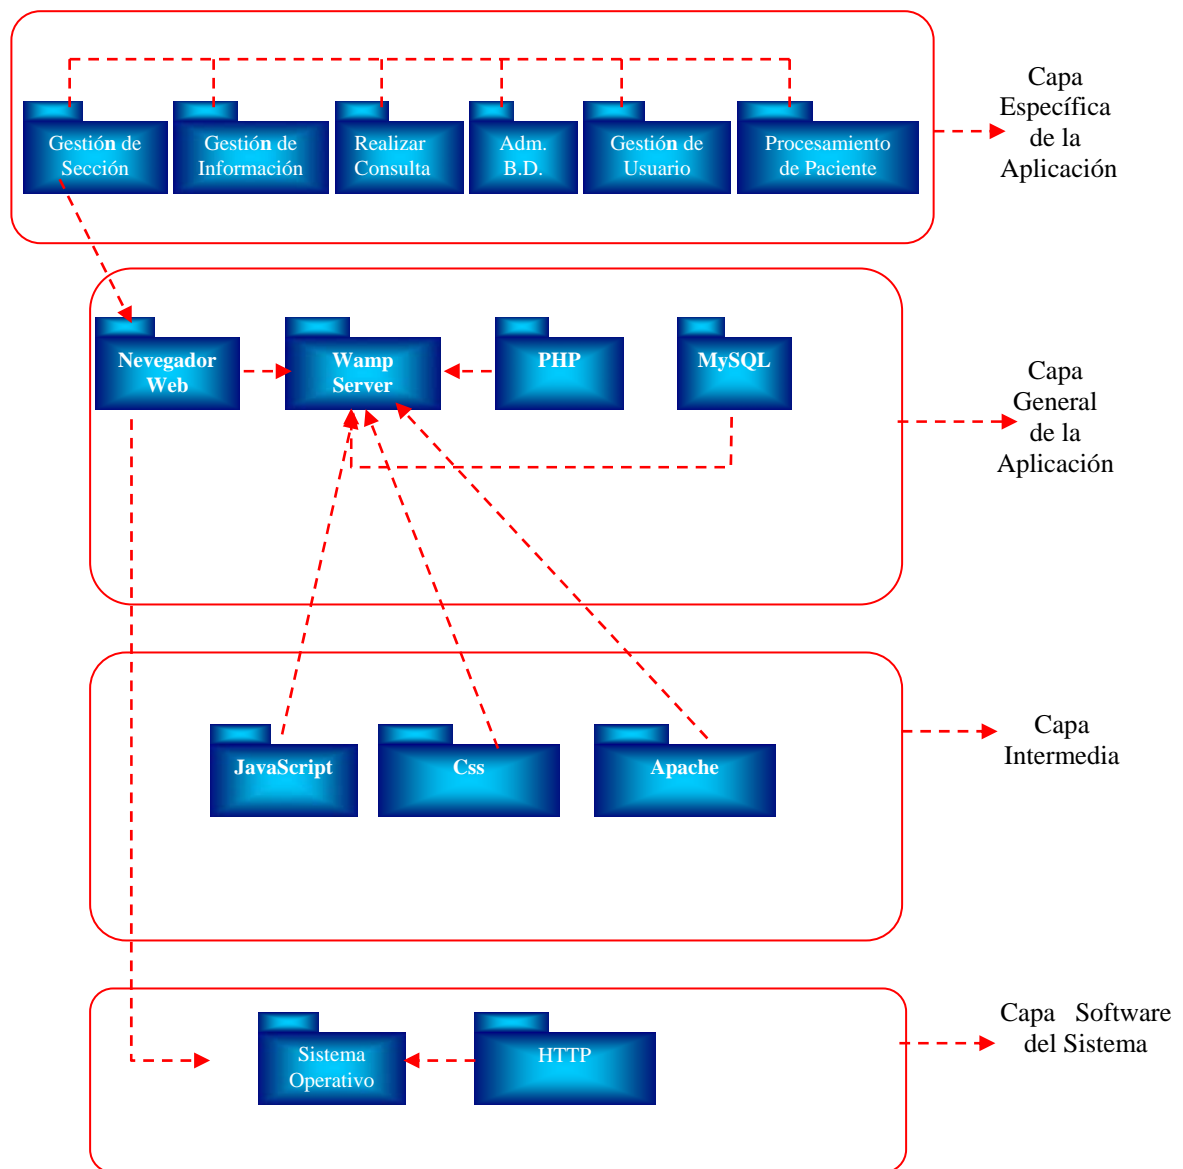 Gestión de
Sección
Gestión de
Información
Realizar
Consulta
Adm.
B.D.
Gestión de
Usuario
Procesamiento
de Paciente
Capa
Específica
de la
Aplicación
Nevegador
Web
Wamp
Server
PHP
MySQL
Capa
General
de la
Aplicación
JavaScript
Css
Apache
Capa
Intermedia
Sistema
Operativo
HTTP
Capa Software
del Sistema